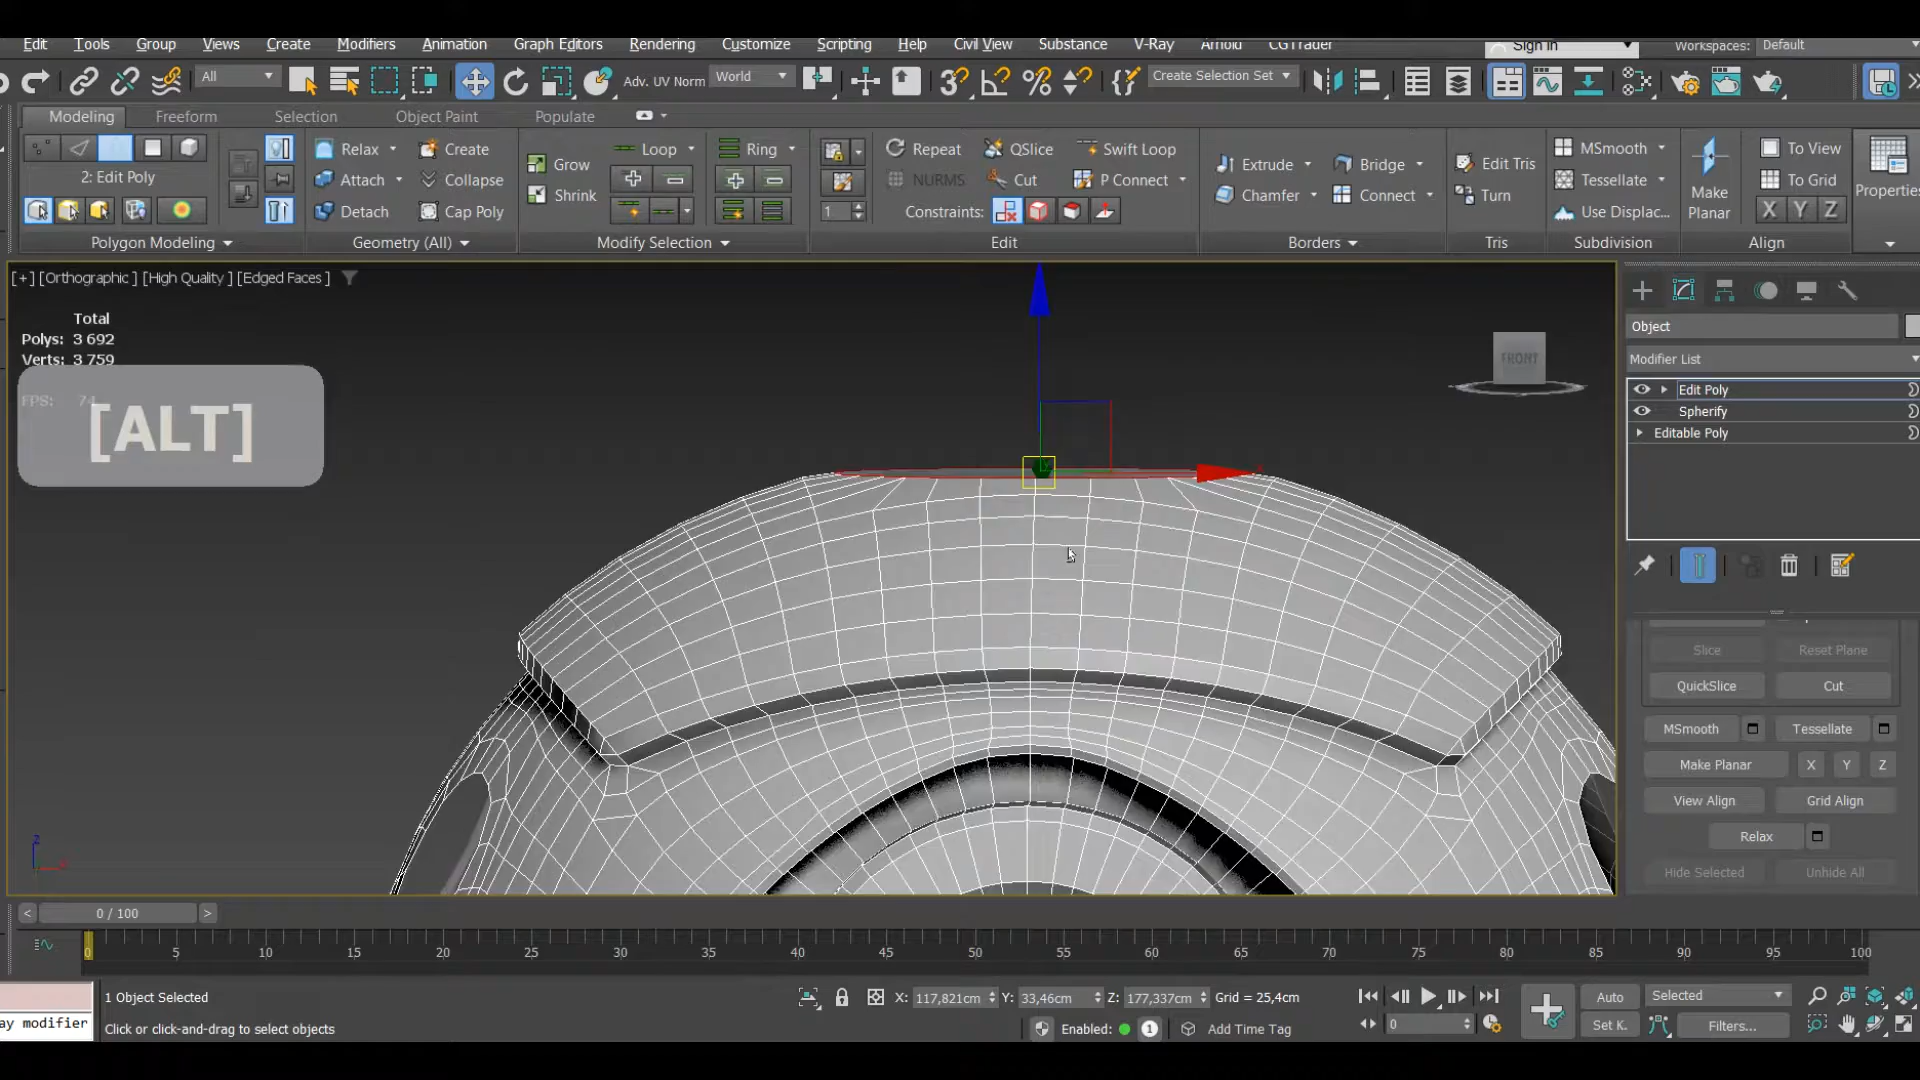 Edit Tools Group Views Create Modifiers Animation Graph Editors Rendering Customize Scripting Help Civil View Substance V-Ray Arnold CGTrader Sign In Workspaces: Default
All Adv. UV Norm World Create Selection Set
Modeling Freeform Selection Object Paint Populate
Relax Create Grow Loop Ring Repeat QSlice Swift Loop Extrude Bridge Edit Tris MSmooth To View
2: Edit Poly Attach Collapse Shrink NURMS Cut P Connect Chamfer Connect Turn Tessellate Make Planar To Grid Properties
Detach Cap Poly 1 Constraints: Use Displac... X Y Z
Polygon Modeling Geometry (All) Modify Selection Edit Borders Tris Subdivision Align
[+] [Orthographic ] [High Quality ] [Edged Faces ]
Total
Polys: 3 692
Verts: 3 759
FPS: 74
[ALT]
FRONT
Object
Modifier List
Edit Poly
Spherify
Editable Poly
Slice Reset Plane
QuickSlice Cut
MSmooth Tessellate
Make Planar X Y Z
View Align Grid Align
Relax
Hide Selected Unhide All
z
< 0 / 100 >
0 5 10 15 20 25 30 35 40 45 50 55 60 65 70 75 80 85 90 95 100
1 Object Selected X: 117,821cm Y: 33,46cm Z: 177,337cm Grid = 25,4cm Auto Selected
ay modifier Click or click-and-drag to select objects Enabled: 1 Add Time Tag 0 Set K. Filters...